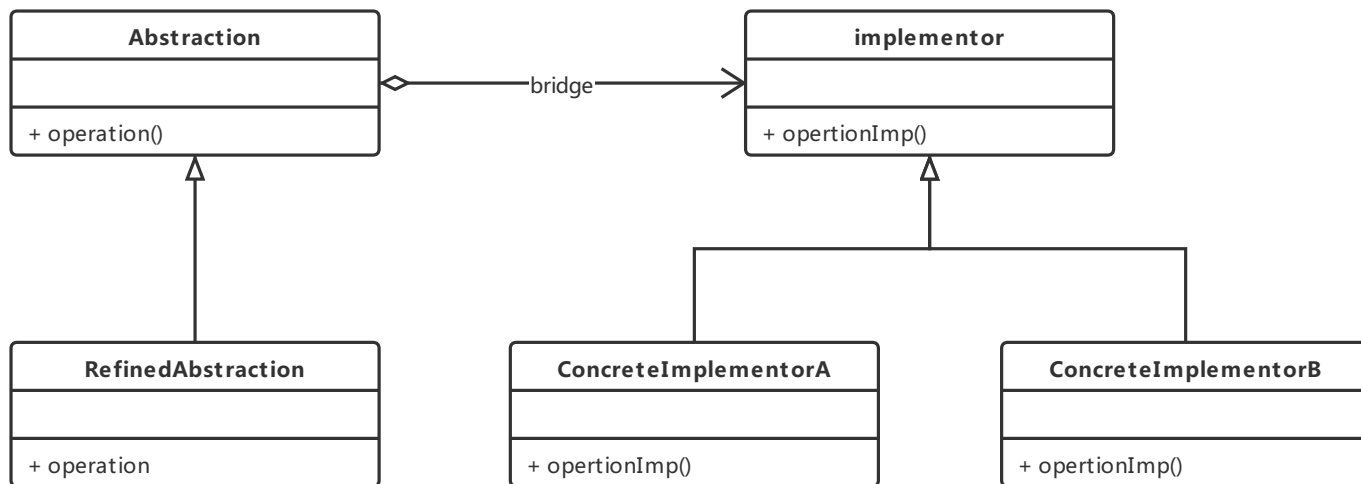 Abstraction
+ operation()
bridge
implementor
+ opertionImp()
RefinedAbstraction
+ operation
ConcreteImplementorA
+ opertionImp()
ConcreteImplementorB
+ opertionImp()